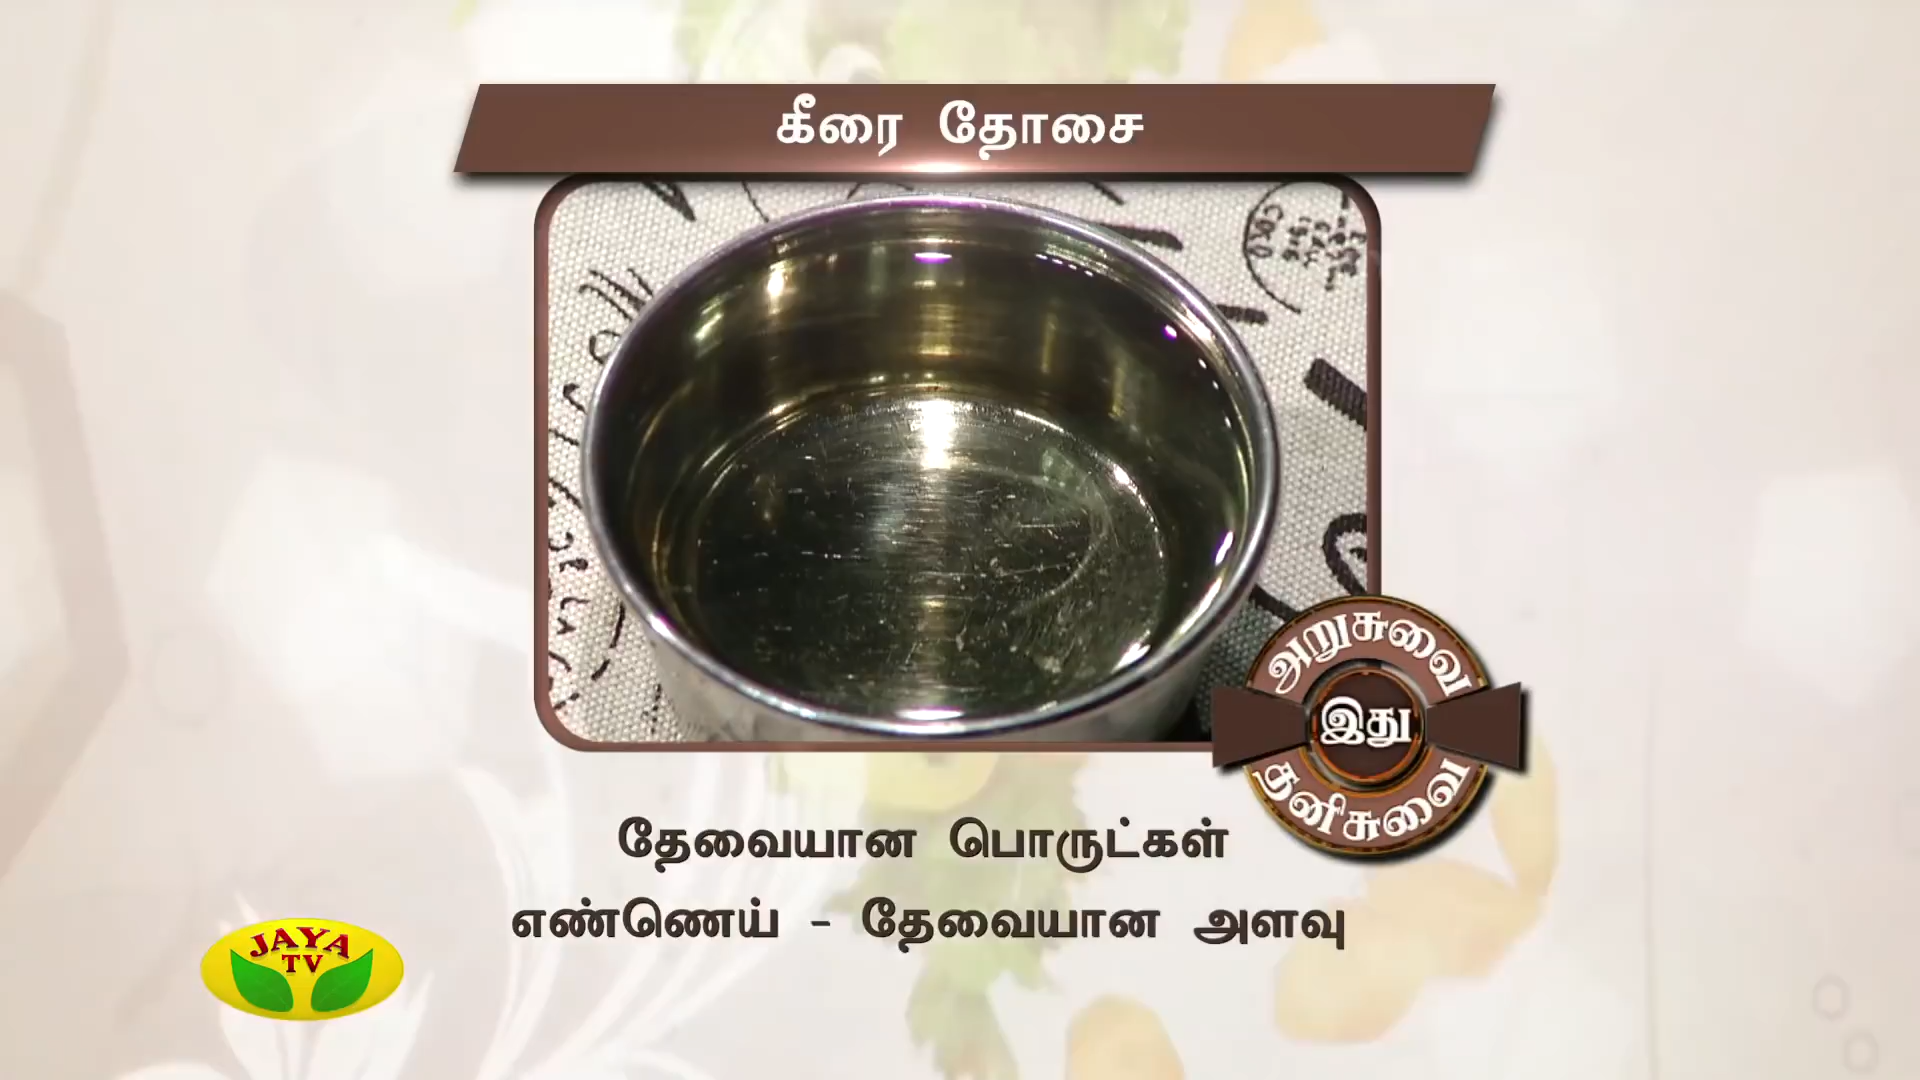 கீரை தோசை
அறுசுவை
இது
தனிசுவை
தேவையான பொருட்கள்
எண்ணெய் - தேவையான அளவு
JAYA
TV